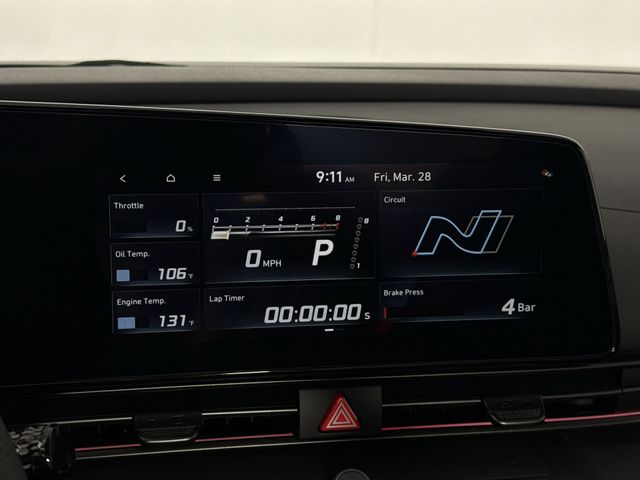 9:11 AM Fri, Mar. 28
Throttle
0 %
Oil Temp.
106 °F
Engine Temp.
131 °F
0 2 4 6 8
8
0 MPH P
1
Lap Timer
00:00:00 S
Circuit
N
Brake Press
4 Bar